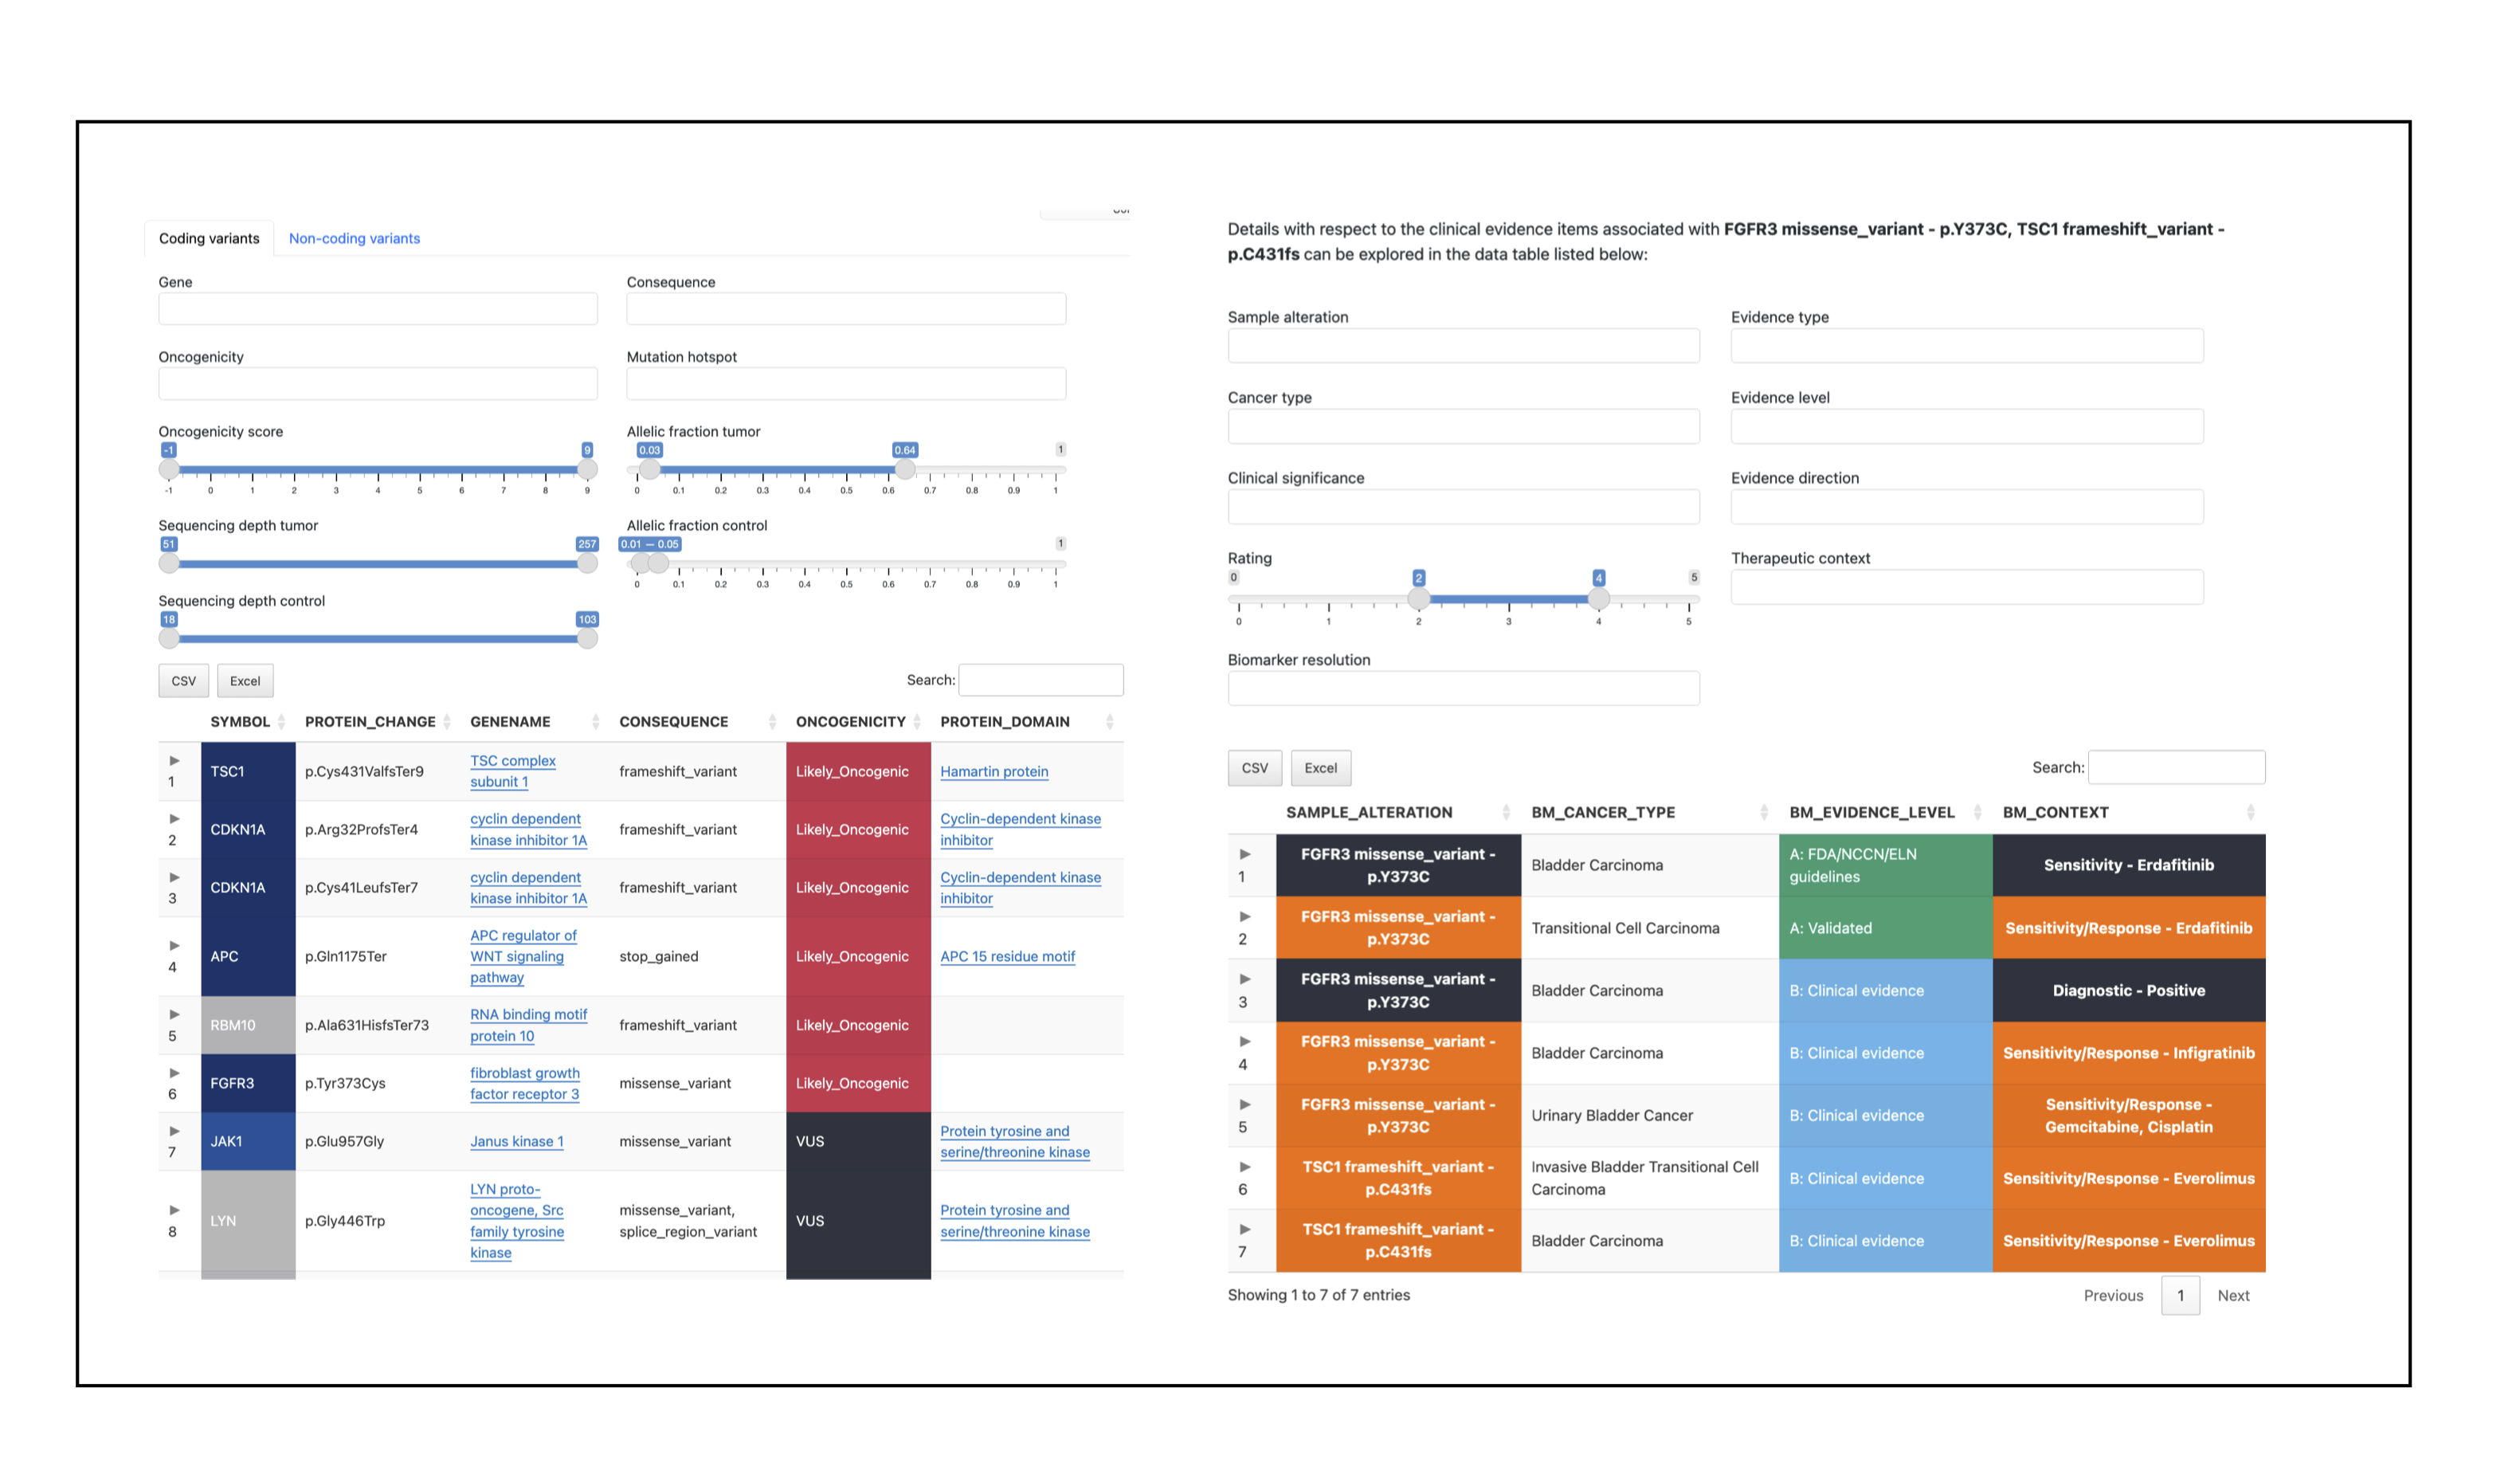 Coding variants
Non-coding variants
Gene
Consequence
Oncogenicity
Mutation hotspot
Oncogenicity score
-1
9
-1 0 1 2 3 4 5 6 7 8 9
Allelic fraction tumor
0.03
0.64
1
0 0.1 0.2 0.3 0.4 0.5 0.6 0.7 0.8 0.9 1
Sequencing depth tumor
51
257
Allelic fraction control
0.01 — 0.05
1
0 0.1 0.2 0.3 0.4 0.5 0.6 0.7 0.8 0.9 1
Sequencing depth control
18
103
CSV
Excel
Search:
SYMBOL PROTEIN_CHANGE GENENAME CONSEQUENCE ONCOGENICITY PROTEIN_DOMAIN
1
TSC1
p.Cys431ValfsTer9
TSC complex
subunit 1
frameshift_variant
Likely_Oncogenic
Hamartin protein
2
CDKN1A
p.Arg32ProfsTer4
cyclin dependent
kinase inhibitor 1A
frameshift_variant
Likely_Oncogenic
Cyclin-dependent kinase
inhibitor
3
CDKN1A
p.Cys41LeufsTer7
cyclin dependent
kinase inhibitor 1A
frameshift_variant
Likely_Oncogenic
Cyclin-dependent kinase
inhibitor
4
APC
p.Gln1175Ter
APC regulator of
WNT signaling
pathway
stop_gained
Likely_Oncogenic
APC 15 residue motif
5
RBM10
p.Ala631HisfsTer73
RNA binding motif
protein 10
frameshift_variant
Likely_Oncogenic
6
FGFR3
p.Tyr373Cys
fibroblast growth
factor receptor 3
missense_variant
Likely_Oncogenic
7
JAK1
p.Glu957Gly
Janus kinase 1
missense_variant
VUS
Protein tyrosine and
serine/threonine kinase
8
LYN
p.Gly446Trp
LYN proto-
oncogene, Src
family tyrosine
kinase
missense_variant,
splice_region_variant
VUS
Protein tyrosine and
serine/threonine kinase
Details with respect to the clinical evidence items associated with FGFR3 missense_variant - p.Y373C, TSC1 frameshift_variant -
p.C431fs can be explored in the data table listed below:
Sample alteration
Evidence type
Cancer type
Evidence level
Clinical significance
Evidence direction
Rating
0
2
4
5
0 1 2 3 4 5
Therapeutic context
Biomarker resolution
CSV
Excel
Search:
SAMPLE_ALTERATION BM_CANCER_TYPE BM_EVIDENCE_LEVEL BM_CONTEXT
1
FGFR3 missense_variant -
p.Y373C
Bladder Carcinoma
A: FDA/NCCN/ELN
guidelines
Sensitivity - Erdafitinib
2
FGFR3 missense_variant -
p.Y373C
Transitional Cell Carcinoma
A: Validated
Sensitivity/Response - Erdafitinib
3
FGFR3 missense_variant -
p.Y373C
Bladder Carcinoma
B: Clinical evidence
Diagnostic - Positive
4
FGFR3 missense_variant -
p.Y373C
Bladder Carcinoma
B: Clinical evidence
Sensitivity/Response - Infigratinib
5
FGFR3 missense_variant -
p.Y373C
Urinary Bladder Cancer
B: Clinical evidence
Sensitivity/Response -
Gemcitabine, Cisplatin
6
TSC1 frameshift_variant -
p.C431fs
Invasive Bladder Transitional Cell
Carcinoma
B: Clinical evidence
Sensitivity/Response - Everolimus
7
TSC1 frameshift_variant -
p.C431fs
Bladder Carcinoma
B: Clinical evidence
Sensitivity/Response - Everolimus
Showing 1 to 7 of 7 entries
Previous
1
Next